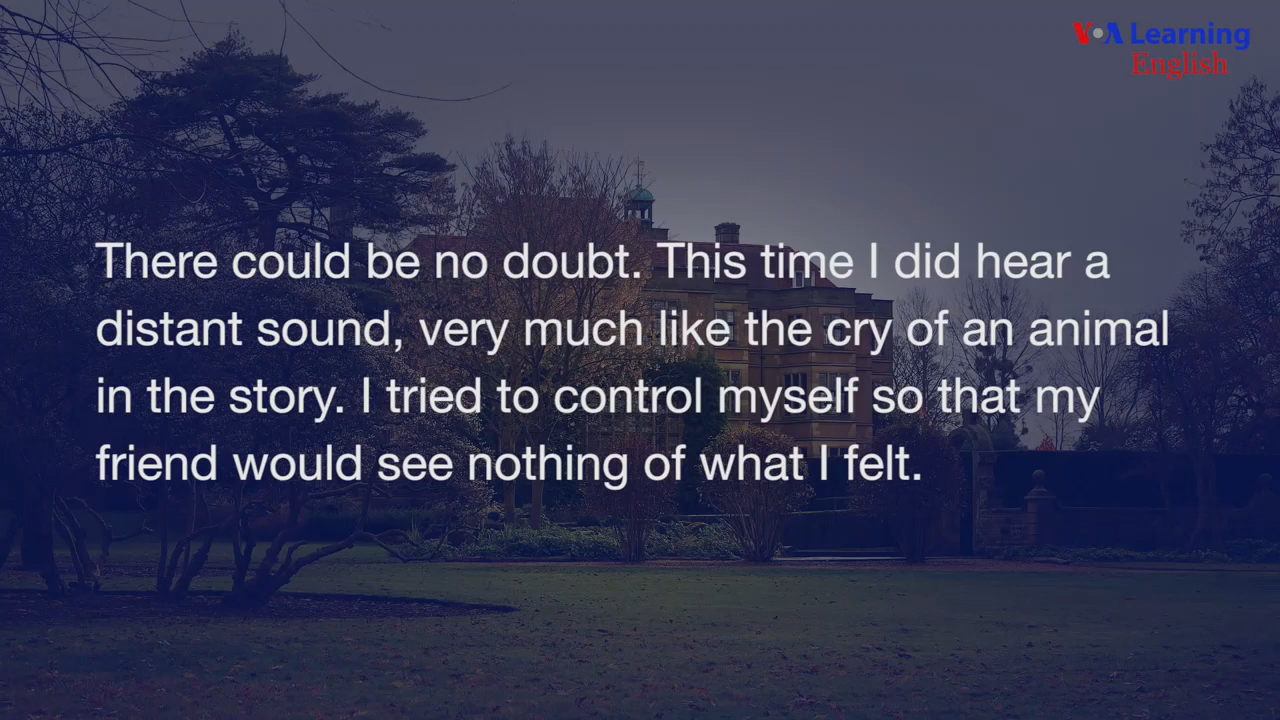 VOA Learning
English
There could be no doubt. This time I did hear a
distant sound, very much like the cry of an animal
in the story. I tried to control myself so that my
friend would see nothing of what I felt.